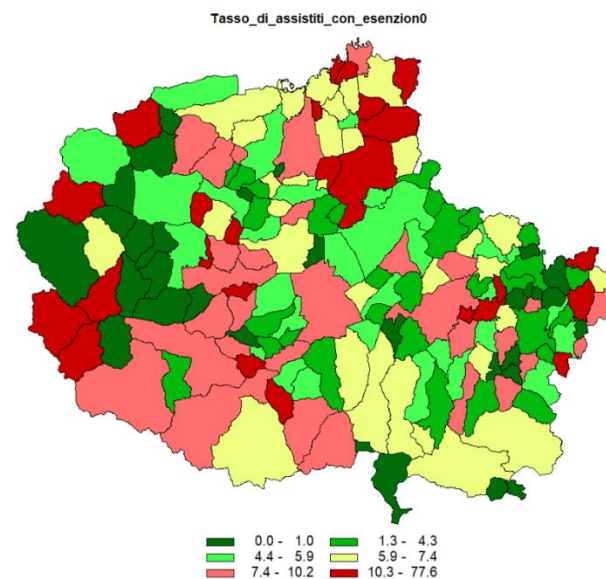 Tasso_di_assistiti_con_esenzion0
0.0 - 1.0 1.3 - 4.3
4.4 - 5.9 5.9 - 7.4
7.4 - 10.2 10.3 - 77.6